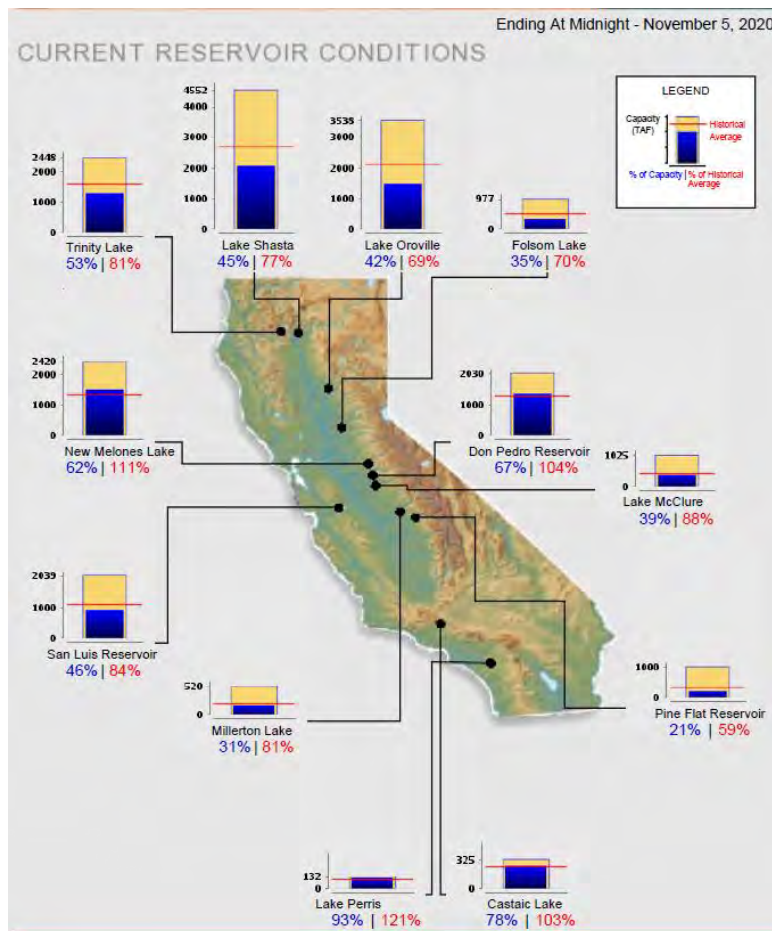 Ending At Midnight - November 5, 2020
CURRENT RESERVOIR CONDITIONS
LEGEND
Capacity
(TAF)
Historical
Average
% of Capacity | % of Historical
Average
2448
2000
1600
0
Trinity Lake
53% | 81%
4552
4000
3000
2000
1600
0
Lake Shasta
45% | 77%
3538
3000
2000
1600
0
Lake Oroville
42% | 69%
977
0
Folsom Lake
35% | 70%
2420
2000
1000
0
New Melones Lake
62% | 111%
2030
1000
0
Don Pedro Reservoir
67% | 104%
1025
0
Lake McClure
39% | 88%
2039
1600
0
San Luis Reservoir
46% | 84%
520
0
Millerton Lake
31% | 81%
1000
0
Pine Flat Reservoir
21% | 59%
132
0
Lake Perris
93% | 121%
325
0
Castaic Lake
78% | 103%